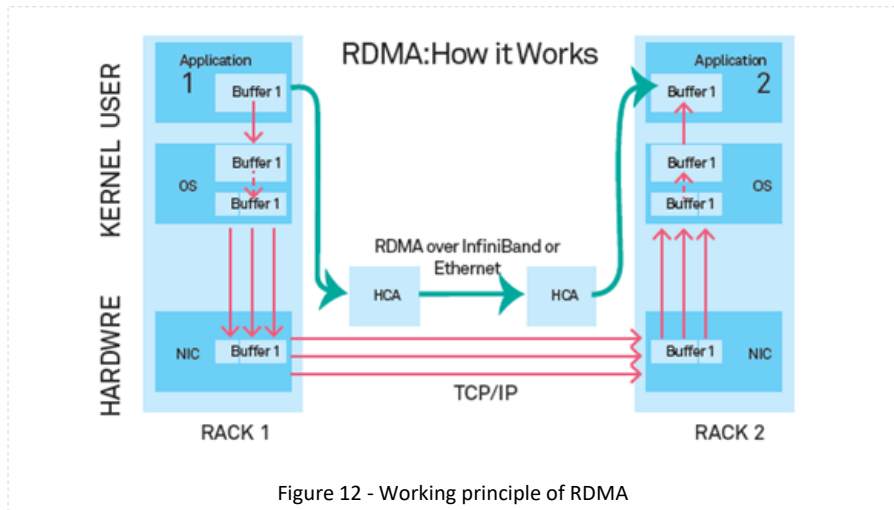 RDMA:How it Works
KERNEL USER
HARDWRE
Application
1
Buffer 1
OS
Buffer 1
Buffer 1
NIC
Buffer 1
RACK 1
RDMA over InfiniBand or
Ethernet
HCA
HCA
TCP/IP
Application
2
Buffer 1
Buffer 1
OS
Buffer 1
Buffer 1
NIC
RACK 2
Figure 12 - Working principle of RDMA